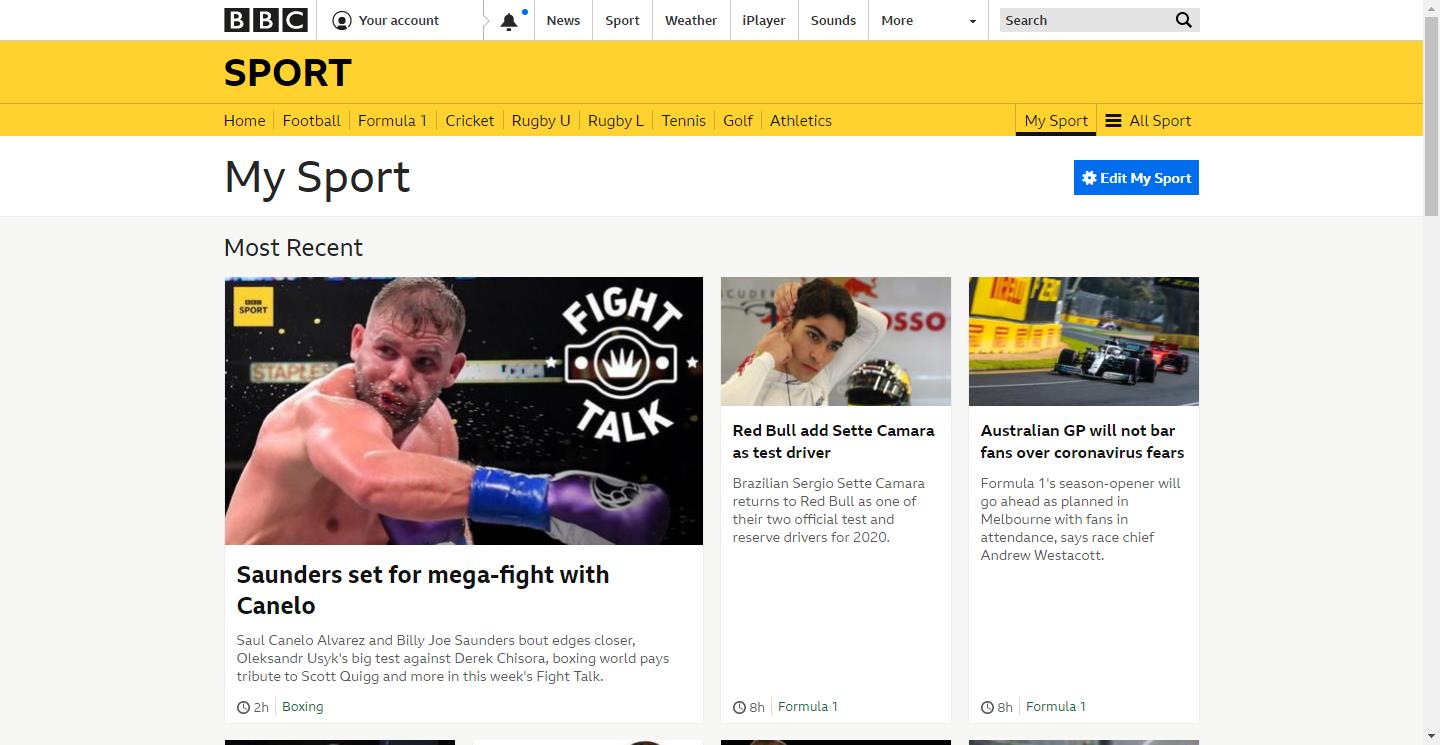 BBC
Your account
News
Sport
Weather
iPlayer
Sounds
More
Search
SPORT
Home
Football
Formula 1
Cricket
Rugby U
Rugby L
Tennis
Golf
Athletics
My Sport
All Sport
My Sport
Edit My Sport
Most Recent
BBC
SPORT
STAPLES
FIGHT
TALK
Saunders set for mega-fight with
Canelo
Saul Canelo Alvarez and Billy Joe Saunders bout edges closer,
Oleksandr Usyk's big test against Derek Chisora, boxing world pays
tribute to Scott Quigg and more in this week's Fight Talk.
2h
Boxing
SCUDER
OSSO
Red Bull add Sette Camara
as test driver
Brazilian Sergio Sette Camara
returns to Red Bull as one of
their two official test and
reserve drivers for 2020.
8h
Formula 1
Australian GP will not bar
fans over coronavirus fears
Formula 1's season-opener will
go ahead as planned in
Melbourne with fans in
attendance, says race chief
Andrew Westacott.
8h
Formula 1